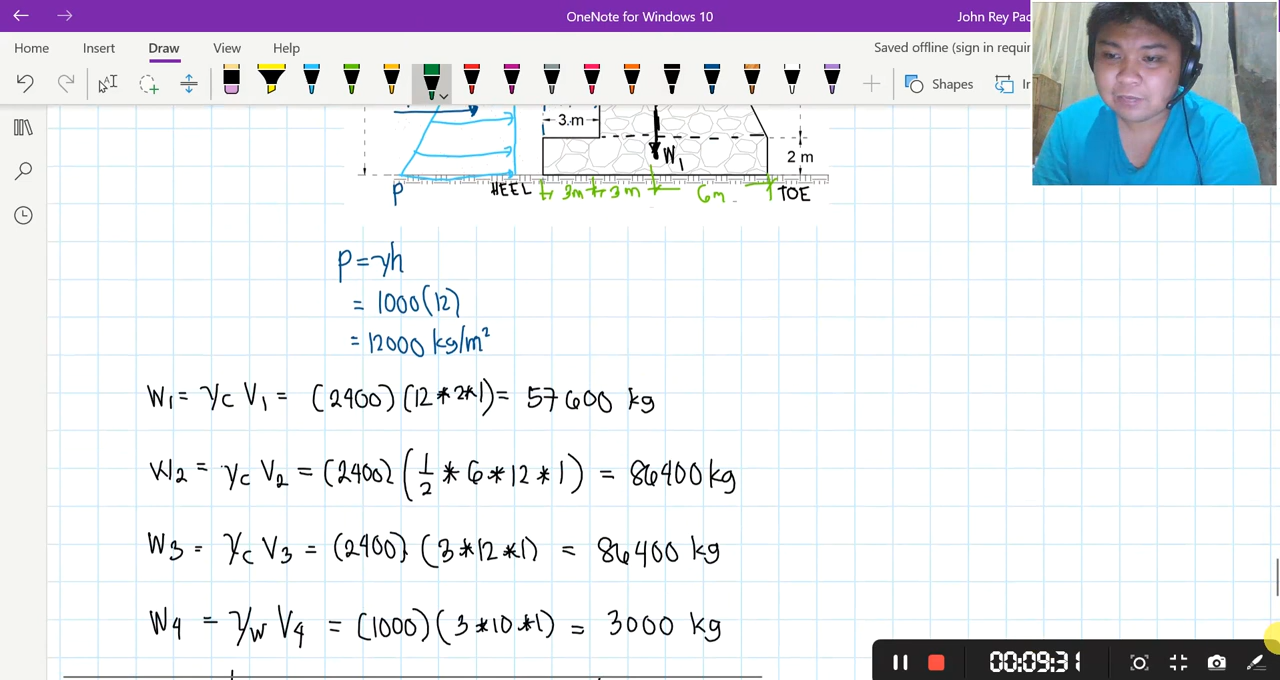 OneNote for Windows 10
John Rey Pac
Home Insert Draw View Help
Saved offline (sign in requir
Shapes
In
3 m
W1
2 m
P
HEEL
3m
3m
6m
TOE
P = γh
= 1000(12)
= 12000 kg/m²
W1 = γc V1 = (2400)(12*2*1) = 57600 kg
W2 = γc V2 = (2400)(1/2 * 6 * 12 * 1) = 86400 kg
W3 = γc V3 = (2400)(3*12*1) = 86400 kg
W4 = γw V4 = (1000)(3*10*1) = 3000 kg
00:09:31